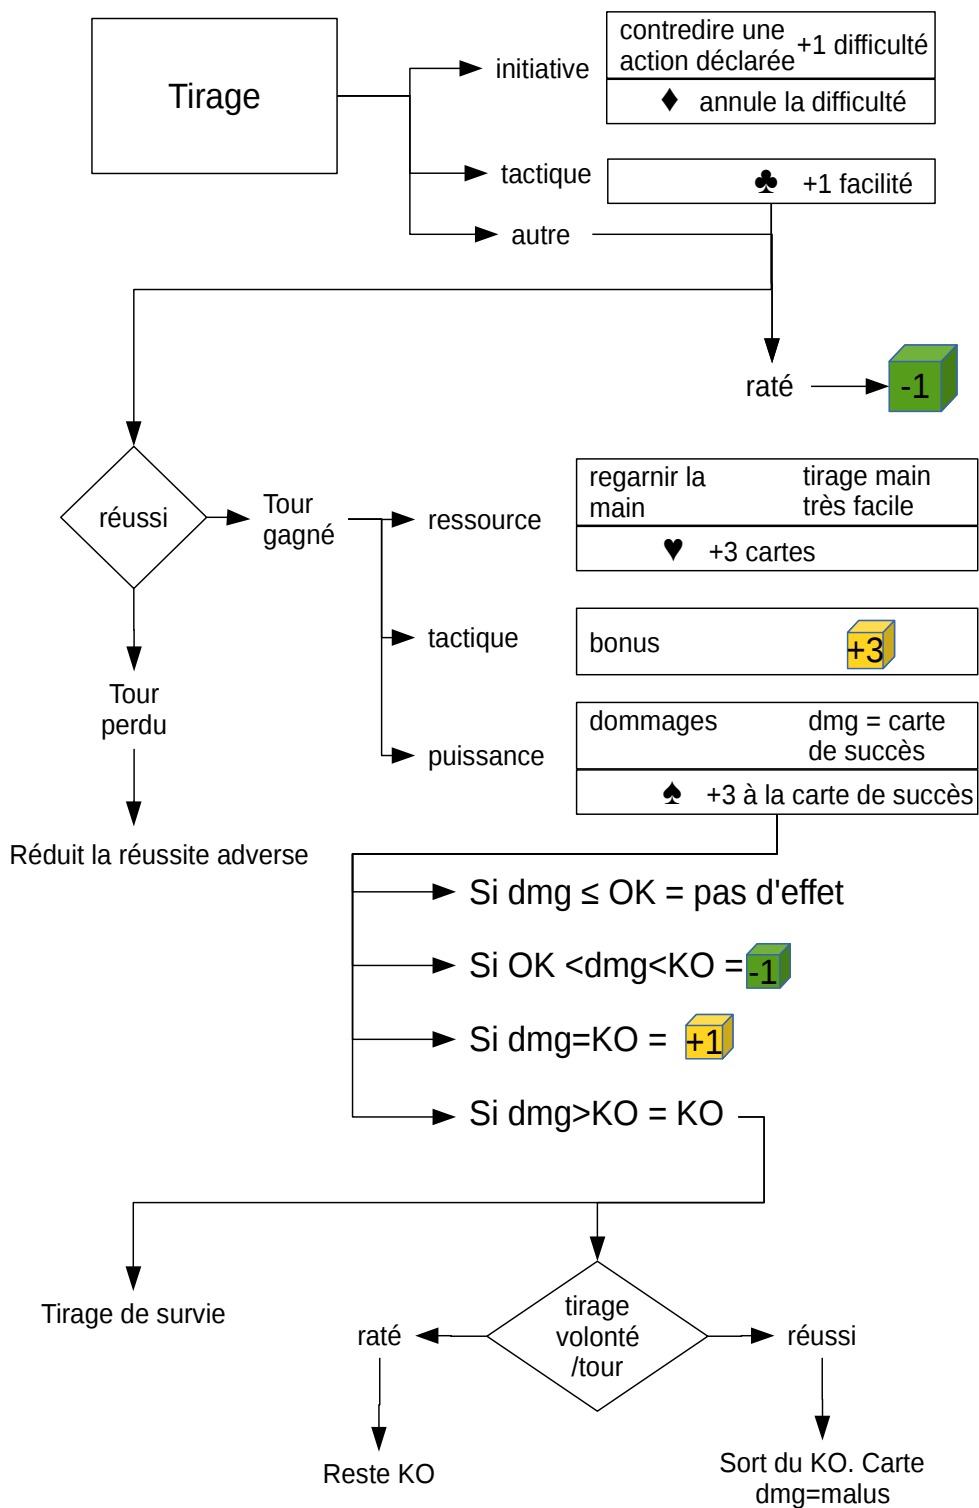 Tirage
initiative
contredire une
action déclarée
+1 difficulté
♦ annule la difficulté
tactique
♣ +1 facilité
autre
raté
-1
réussi
Tour
gagné
ressource
regarnir la
main
tirage main
très facile
♥ +3 cartes
tactique
bonus
+3
Tour
perdu
puissance
dommages
dmg = carte
de succès
♠ +3 à la carte de succès
Réduit la réussite adverse
Si dmg ≤ OK = pas d'effet
Si OK <dmg<KO = -1
Si dmg=KO = +1
Si dmg>KO = KO
Tirage de survie
tirage
volonté
/tour
raté
réussi
Reste KO
Sort du KO. Carte
dmg=malus